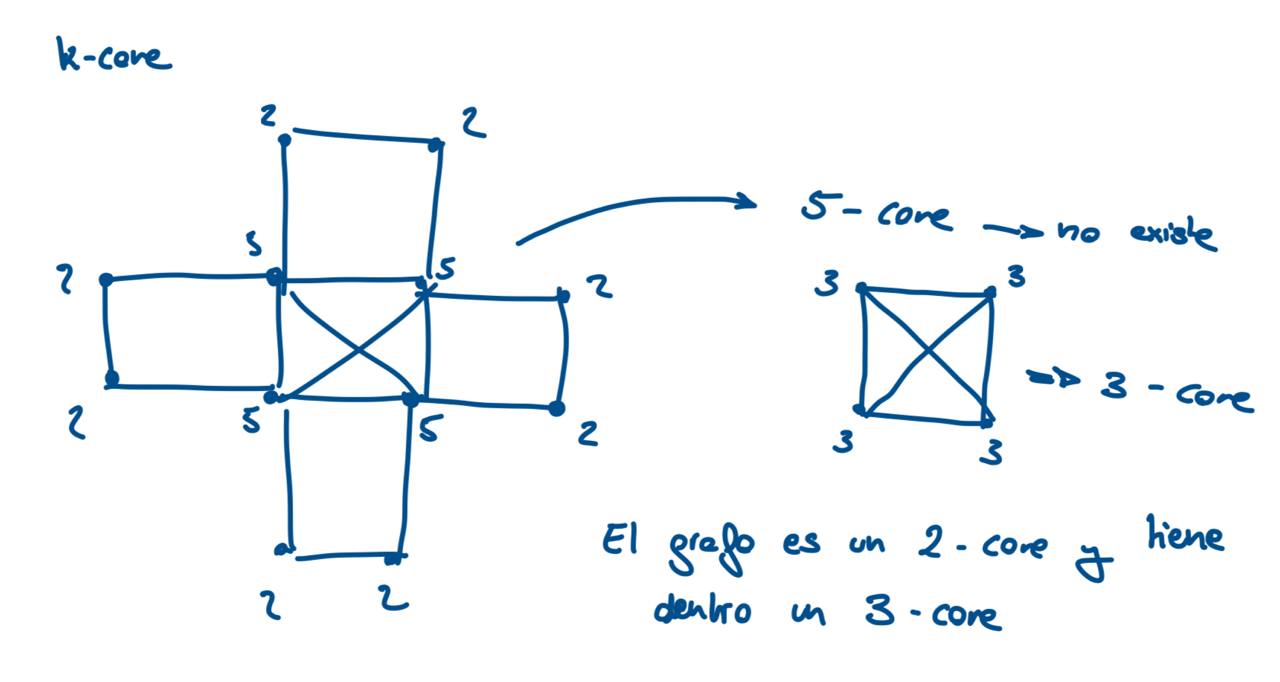 k-core
2 2
5 5
2 2
5 5
2 2
2 2
5-core → no existe
3 3
3 3
→ 3-core
El grafo es un 2-core y tiene
dentro un 3-core